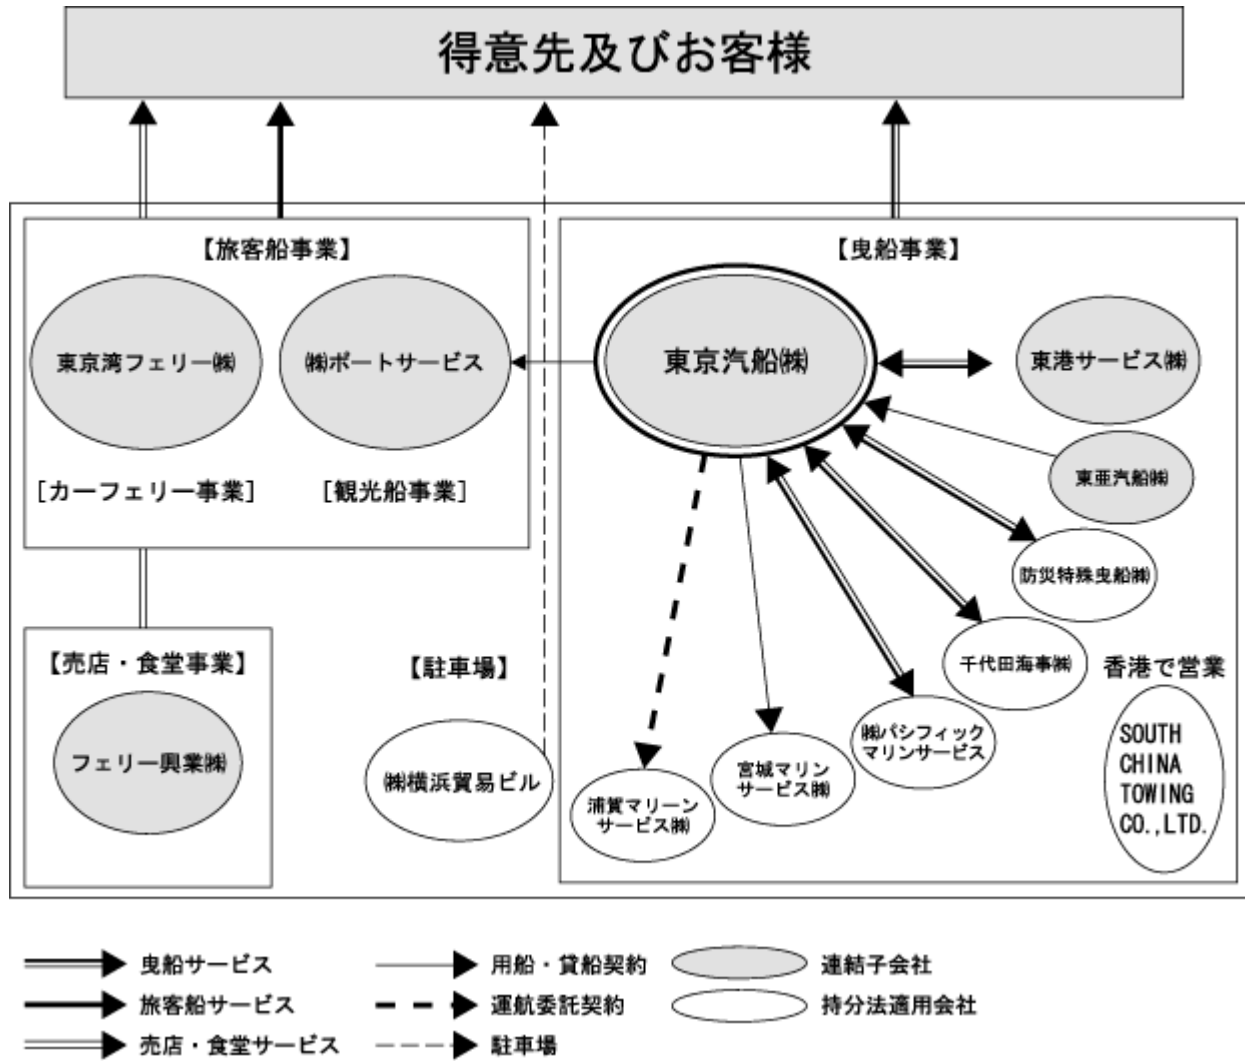 得意先及びお客様
【旅客船事業】
東京湾フェリー㈱
㈱ポートサービス
[カーフェリー事業]
[観光船事業]
【売店・食堂事業】
フェリー興業㈱
【駐車場】
㈱横浜貿易ビル
【曳船事業】
東京汽船㈱
東港サービス㈱
東亜汽船㈱
防災特殊曳船㈱
千代田海事㈱
㈱パシフィック
マリンサービス
宮城マリン
サービス㈱
浦賀マリーン
サービス㈱
香港で営業
SOUTH
CHINA
TOWING
CO.,LTD.
曳船サービス
旅客船サービス
売店・食堂サービス
用船・貸船契約
運航委託契約
駐車場
連結子会社
持分法適用会社